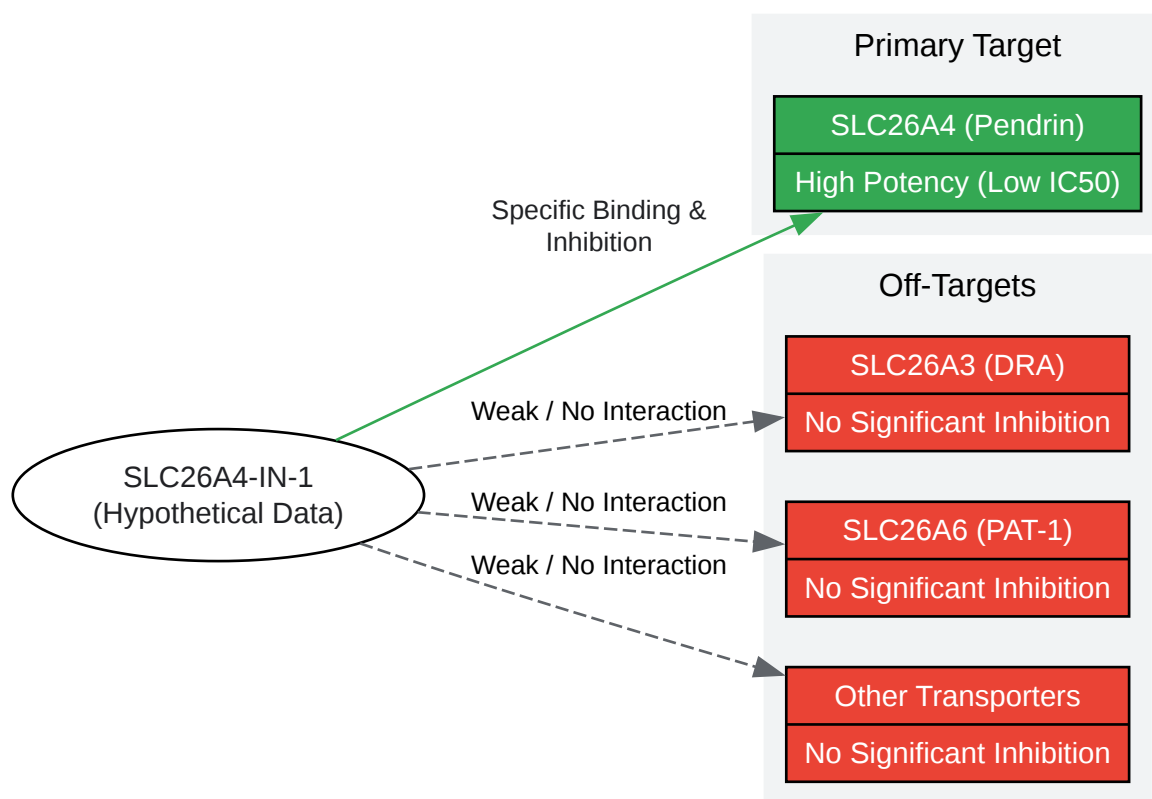 Primary Target
SLC26A4 (Pendrin)
High Potency (Low IC50)
Specific Binding &
Inhibition
Off-Targets
SLC26A3 (DRA)
No Significant Inhibition
Weak / No Interaction
SLC26A4-IN-1
(Hypothetical Data)
Weak / No Interaction
SLC26A6 (PAT-1)
No Significant Inhibition
Weak / No Interaction
Other Transporters
No Significant Inhibition